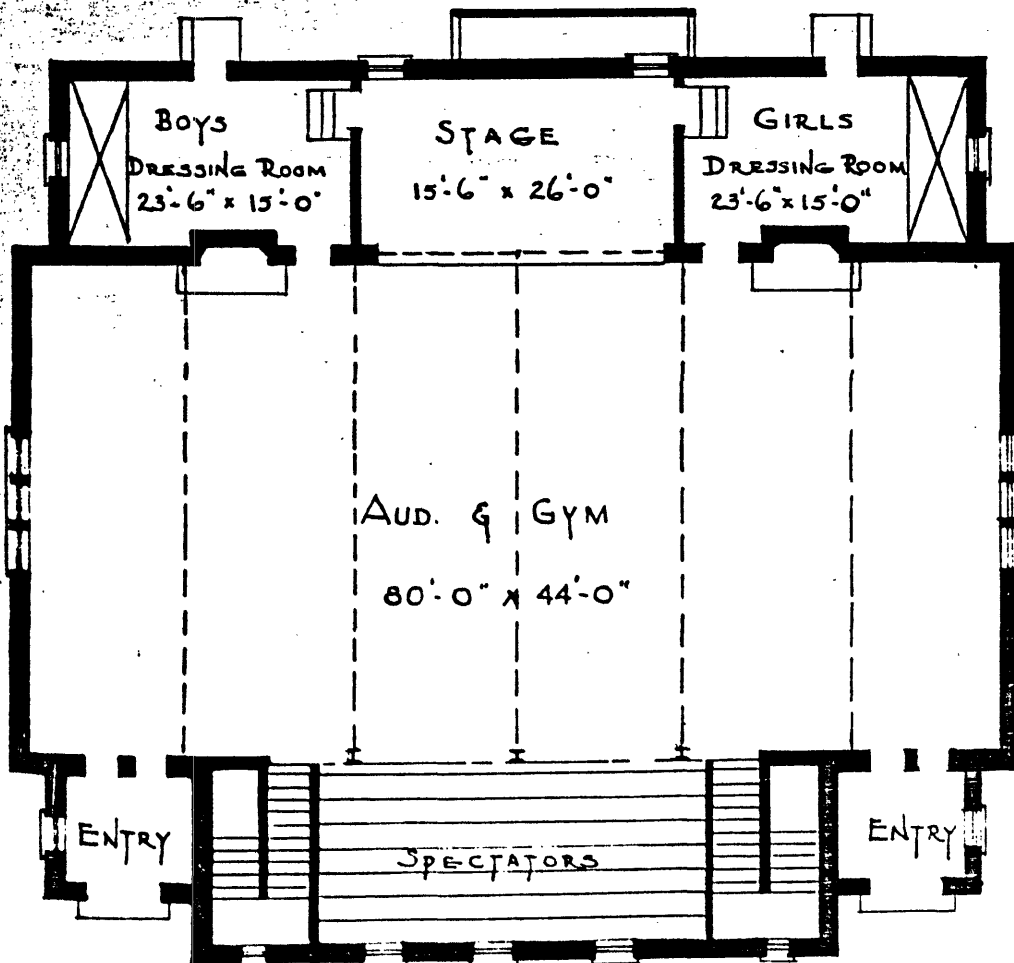 BOYS
DRESSING ROOM
23'-6" x 15'-0"
STAGE
15'-6" x 26'-0"
GIRLS
DRESSING ROOM
23'-6" x 15'-0"
AUD. & GYM
80'-0" x 44'-0"
ENTRY
SPECTATORS
ENTRY